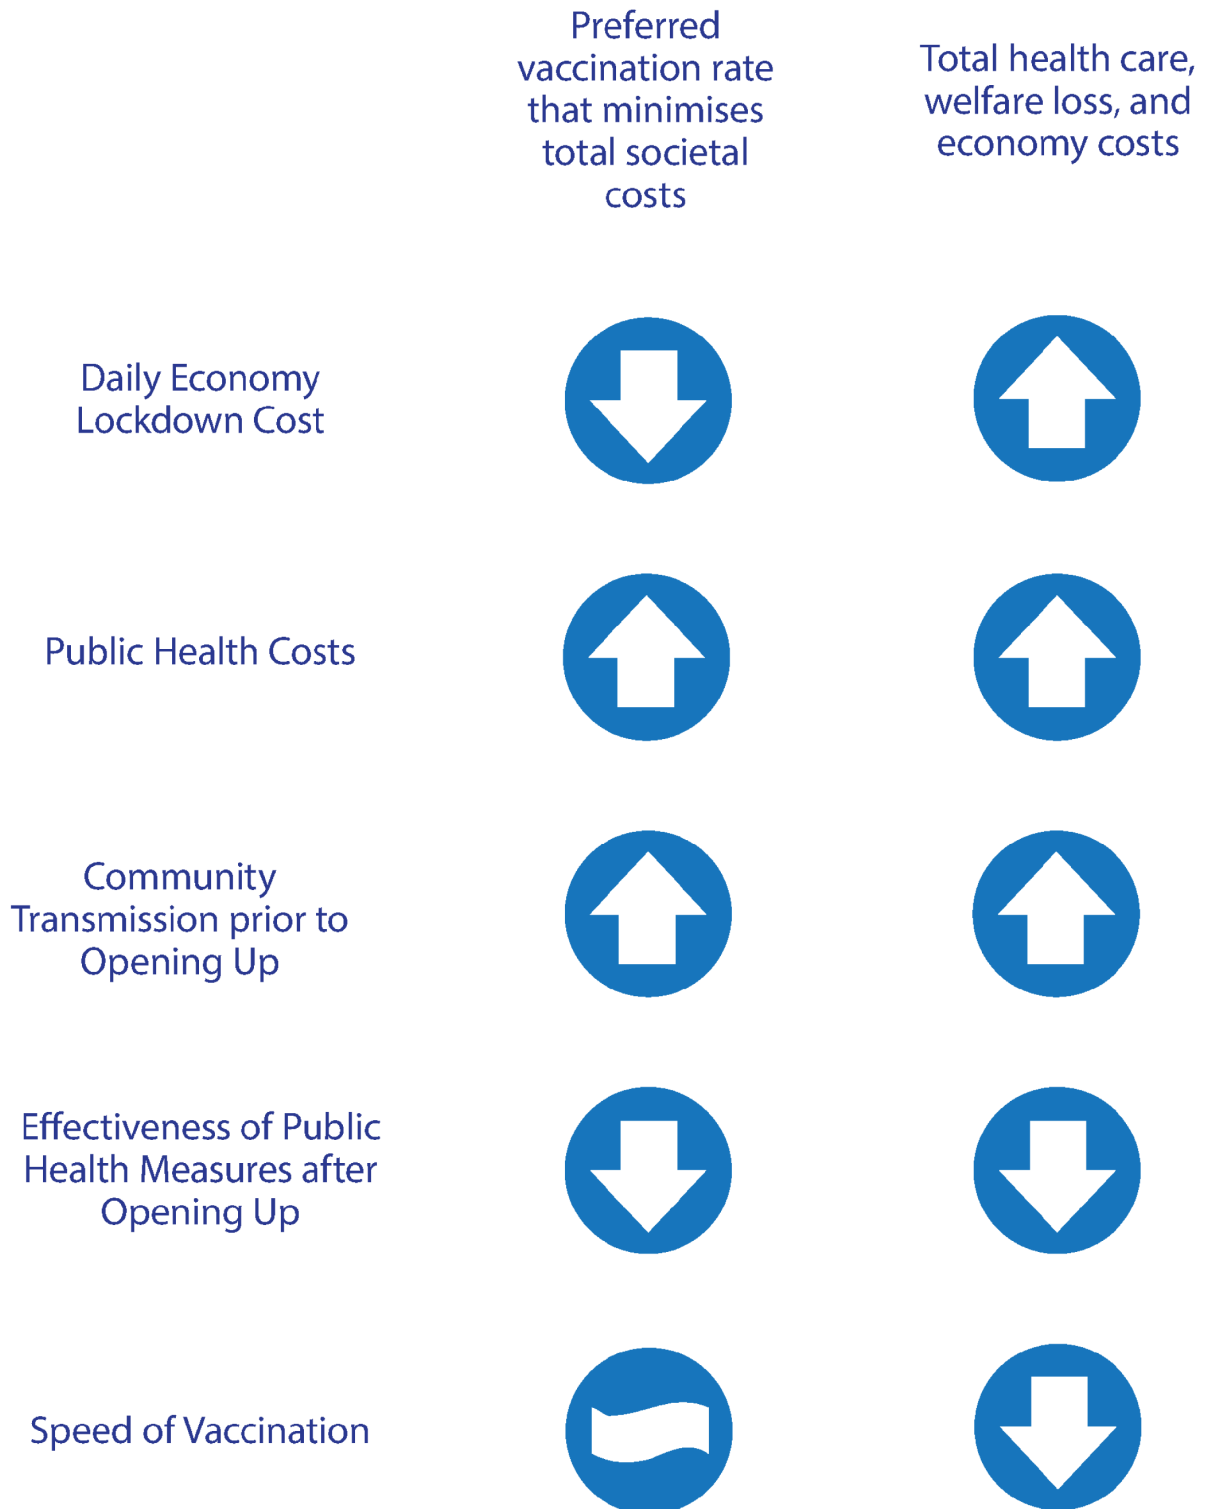 Preferred
vaccination rate
that minimises
total societal
costs
Total health care,
welfare loss, and
economy costs
Daily Economy
Lockdown Cost
Public Health Costs
Community
Transmission prior to
Opening Up
Effectiveness of Public
Health Measures after
Opening Up
Speed of Vaccination